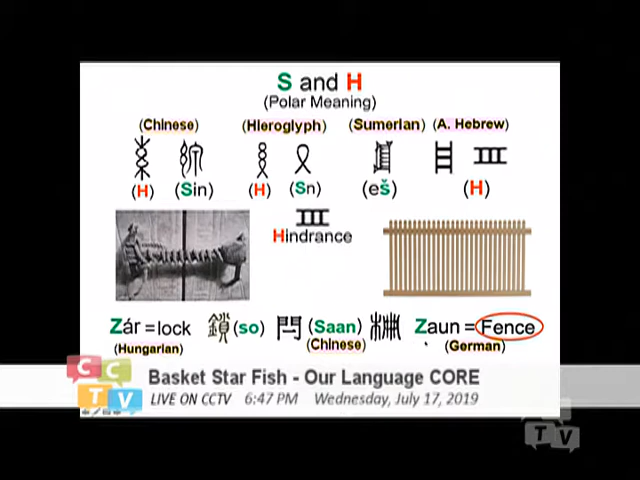 S and H
(Polar Meaning)
(Chinese) (Hieroglyph) (Sumerian) (A. Hebrew)
(H) (Sin) (H) (Sn) (eš) (H)
Hindrance
Zár =lock 鎖 (so) 閂 (Saan) Zaun = Fence
(Hungarian) (Chinese) (German)
CCTV
Basket Star Fish - Our Language CORE
LIVE ON CCTV 6:47 PM Wednesday, July 17, 2019
TV